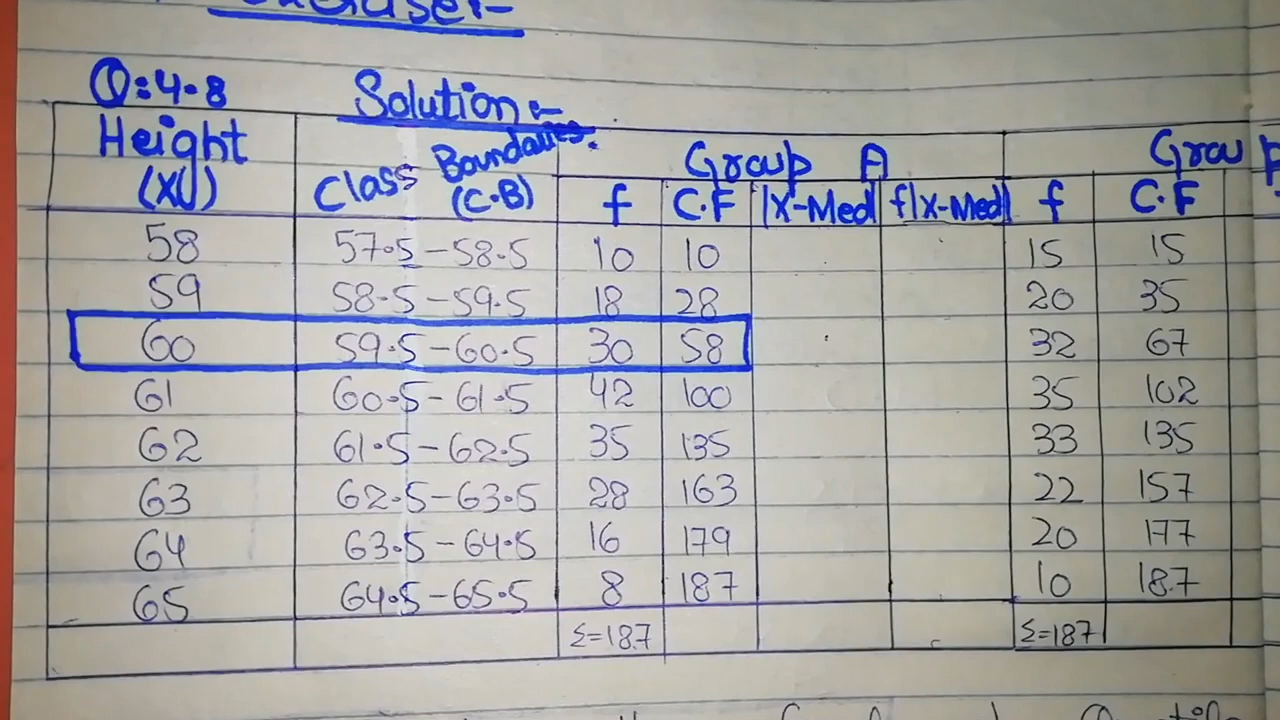 Q:4.8 Solution:-
Height (X) Class Boundaries. (C.B) Group A Grou
f C.F |X-Med| f|X-Med| f C.F
58 57.5-58.5 10 10 15 15
59 58.5-59.5 18 28 20 35
60 59.5-60.5 30 58 32 67
61 60.5-61.5 42 100 35 102
62 61.5-62.5 35 135 33 135
63 62.5-63.5 28 163 22 157
64 63.5-64.5 16 179 20 177
65 64.5-65.5 8 187 10 187
Σ=187 Σ=187